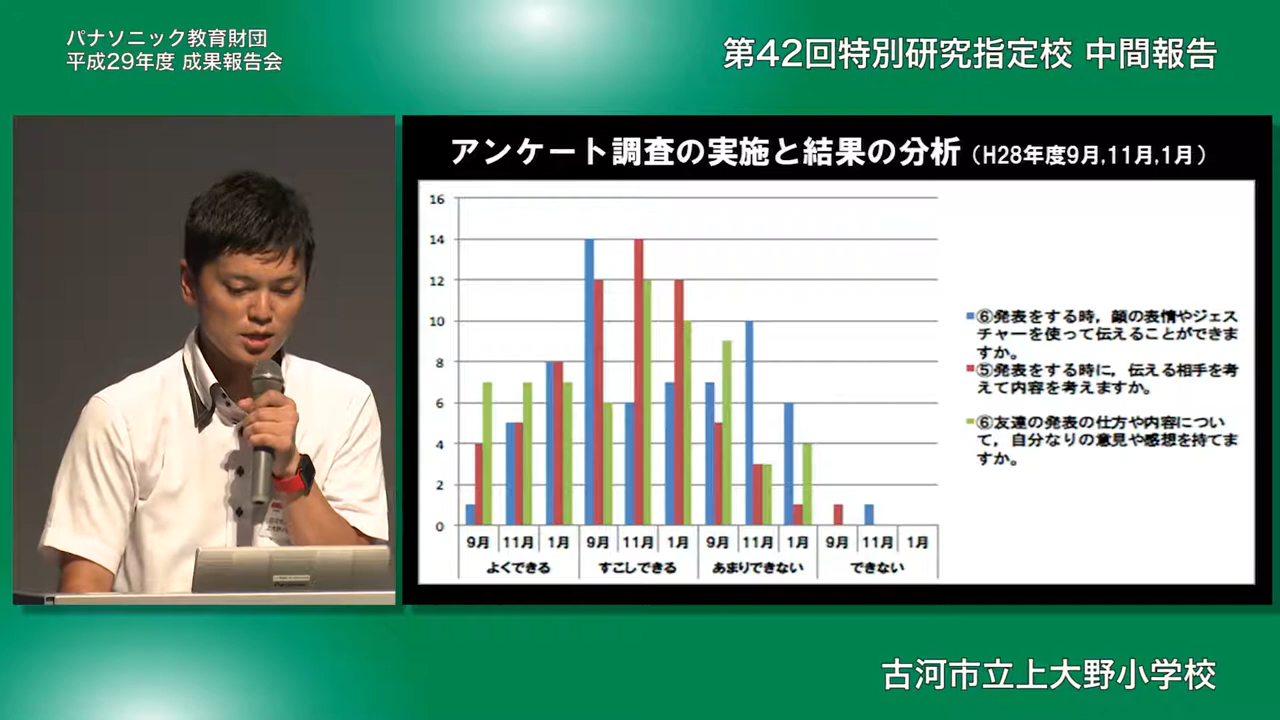 パナソニック教育財団
平成29年度 成果報告会
第42回特別研究指定校 中間報告
アンケート調査の実施と結果の分析（H28年度9月,11月,1月）
16
14
12
10
8
6
4
2
0
9月 11月 1月 9月 11月 1月 9月 11月 1月 9月 11月 1月
よくできる すこしできる あまりできない できない
⑥発表をする時，顔の表情やジェス
チャーを使って伝えることができま
すか。
⑤発表をする時に，伝える相手を考
えて内容を考えますか。
⑥友達の発表の仕方や内容につい
て，自分なりの意見や感想を持てま
すか。
古河市立上大野小学校